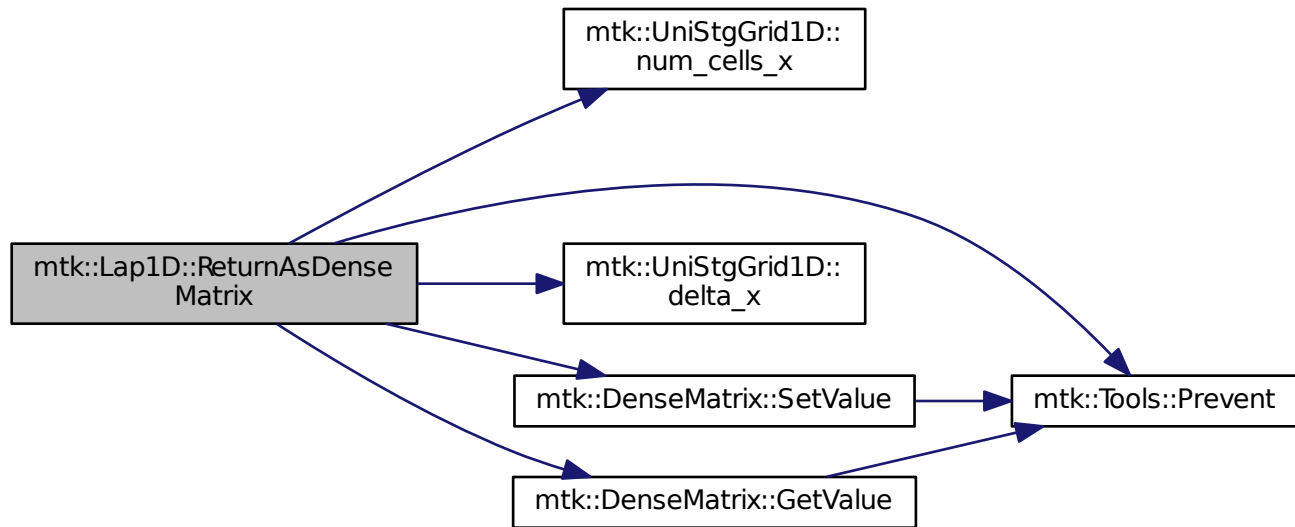 mtk::UniStgGrid1D::
num_cells_x
mtk::Lap1D::ReturnAsDense
Matrix
mtk::UniStgGrid1D::
delta_x
mtk::DenseMatrix::SetValue
mtk::Tools::Prevent
mtk::DenseMatrix::GetValue